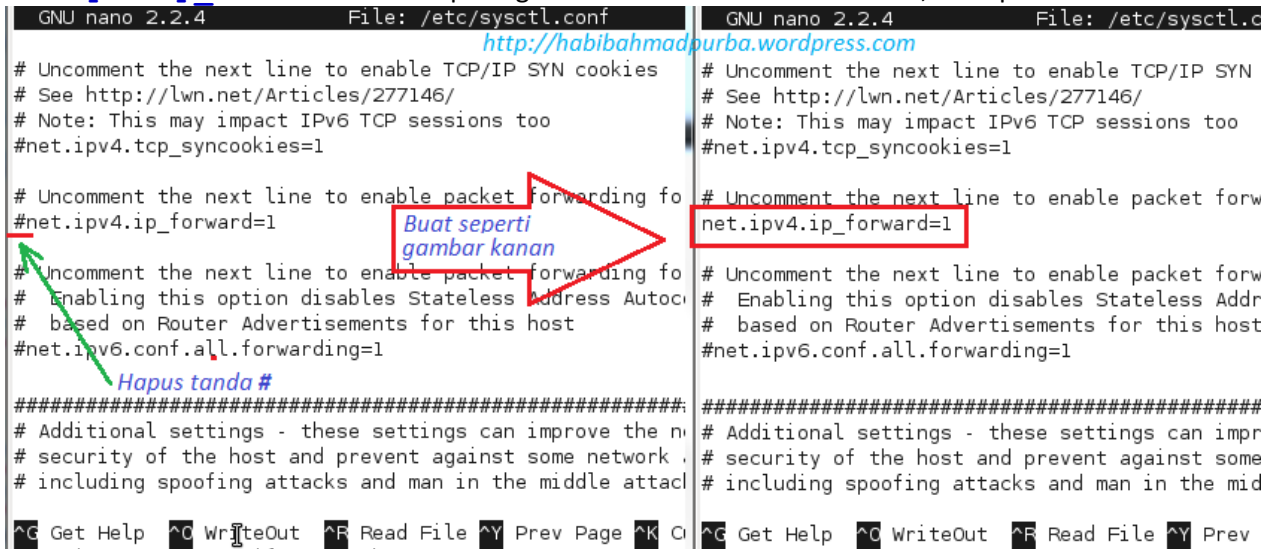 GNU nano 2.2.4 File: /etc/sysctl.conf
http://habibahmadpurba.wordpress.com
# Uncomment the next line to enable TCP/IP SYN cookies
# See http://lwn.net/Articles/277146/
# Note: This may impact IPv6 TCP sessions too
#net.ipv4.tcp_syncookies=1
# Uncomment the next line to enable packet forwarding fo
#net.ipv4.ip_forward=1
Buat seperti
gambar kanan
# Uncomment the next line to enable packet forwarding fo
# Enabling this option disables Stateless Address Autoc
# based on Router Advertisements for this host
#net.ipv6.conf.all.forwarding=1
Hapus tanda #
########################################################
# Additional settings - these settings can improve the n
# security of the host and prevent against some network
# including spoofing attacks and man in the middle attac
^G Get Help ^O WriteOut ^R Read File ^Y Prev Page ^K C
GNU nano 2.2.4 File: /etc/sysctl.c
# Uncomment the next line to enable TCP/IP SYN
# See http://lwn.net/Articles/277146/
# Note: This may impact IPv6 TCP sessions too
#net.ipv4.tcp_syncookies=1
# Uncomment the next line to enable packet forw
net.ipv4.ip_forward=1
# Uncomment the next line to enable packet forw
# Enabling this option disables Stateless Addr
# based on Router Advertisements for this host
#net.ipv6.conf.all.forwarding=1
##############################################
# Additional settings - these settings can impr
# security of the host and prevent against some
# including spoofing attacks and man in the mid
^G Get Help ^O WriteOut ^R Read File ^Y Prev